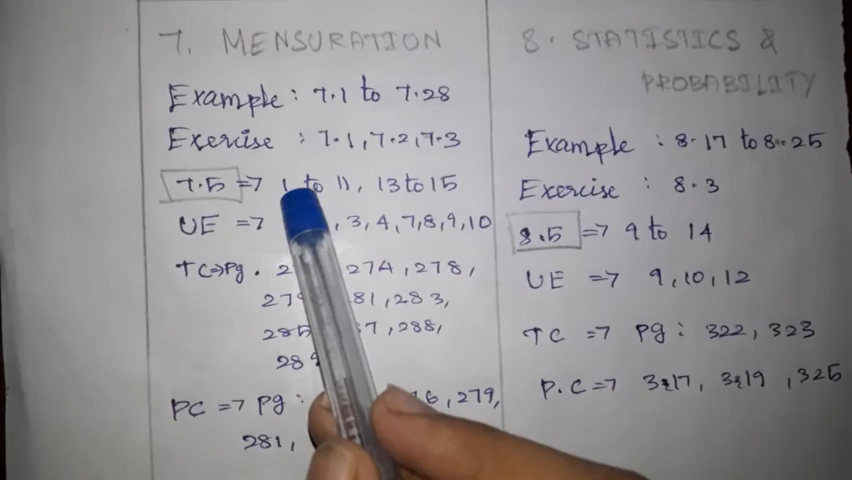 7. MENSURATION
Example : 7.1 to 7.28
Exercise : 7.1, 7.2, 7.3
7.5 => 1 to 11, 13 to 15
UE => , 3, 4, 7, 8, 9, 10
TC => Pg. 274, 278,
283,
285, 288,
PC => Pg : 279,
281,
8. STATISTICS &
PROBABILITY
Example : 8.17 to 8.25
Exercise : 8.3
8.5 => 9 to 14
UE => 9, 10, 12
TC => Pg : 322, 323
P.C => 317, 319, 325